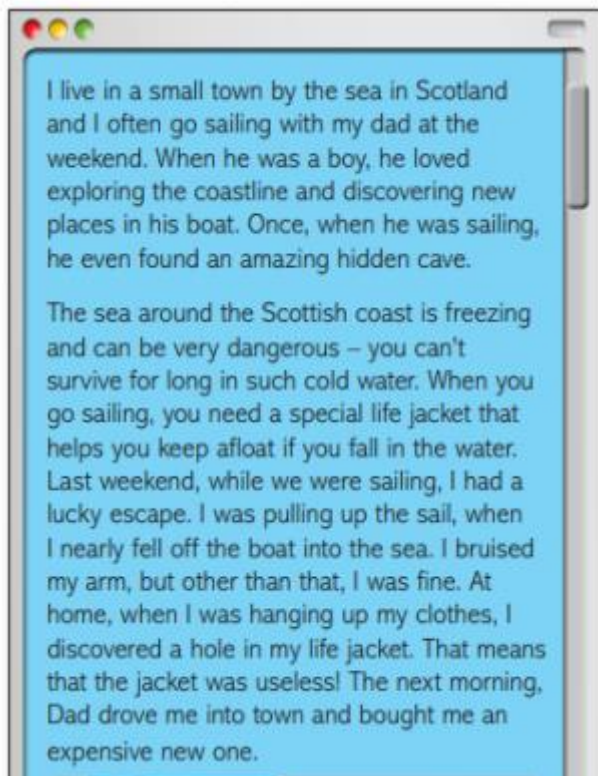 I live in a small town by the sea in Scotland
and I often go sailing with my dad at the
weekend. When he was a boy, he loved
exploring the coastline and discovering new
places in his boat. Once, when he was sailing,
he even found an amazing hidden cave.
The sea around the Scottish coast is freezing
and can be very dangerous – you can't
survive for long in such cold water. When you
go sailing, you need a special life jacket that
helps you keep afloat if you fall in the water.
Last weekend, while we were sailing, I had a
lucky escape. I was pulling up the sail, when
I nearly fell off the boat into the sea. I bruised
my arm, but other than that, I was fine. At
home, when I was hanging up my clothes, I
discovered a hole in my life jacket. That means
that the jacket was useless! The next morning,
Dad drove me into town and bought me an
expensive new one.